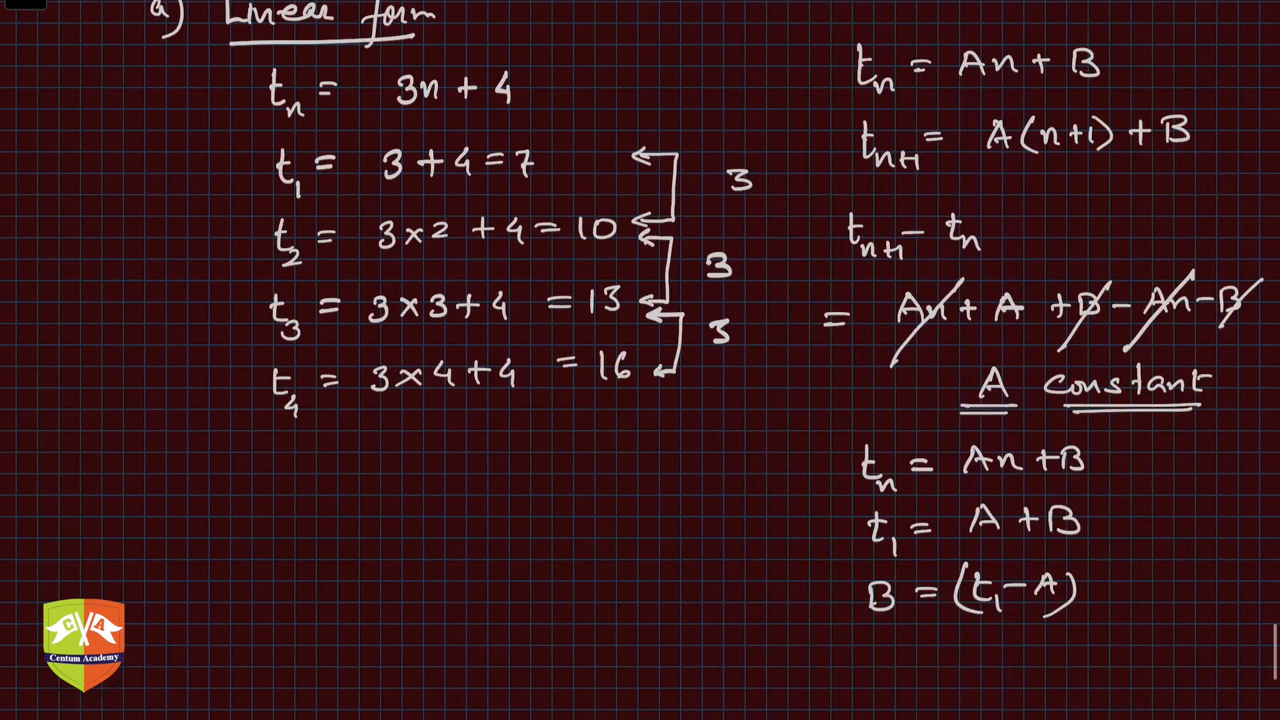 a) Linear form
tₙ = 3n + 4
t₁ = 3 + 4 = 7
t₂ = 3 × 2 + 4 = 10
t₃ = 3 × 3 + 4 = 13
t₄ = 3 × 4 + 4 = 16
3
3
3
tₙ = An + B
tₙ₊₁ = A(n+1) + B
tₙ₊₁ - tₙ
= An + A + B - An - B
A constant
tₙ = An + B
t₁ = A + B
B = (t₁ - A)
C A
Centum Academy